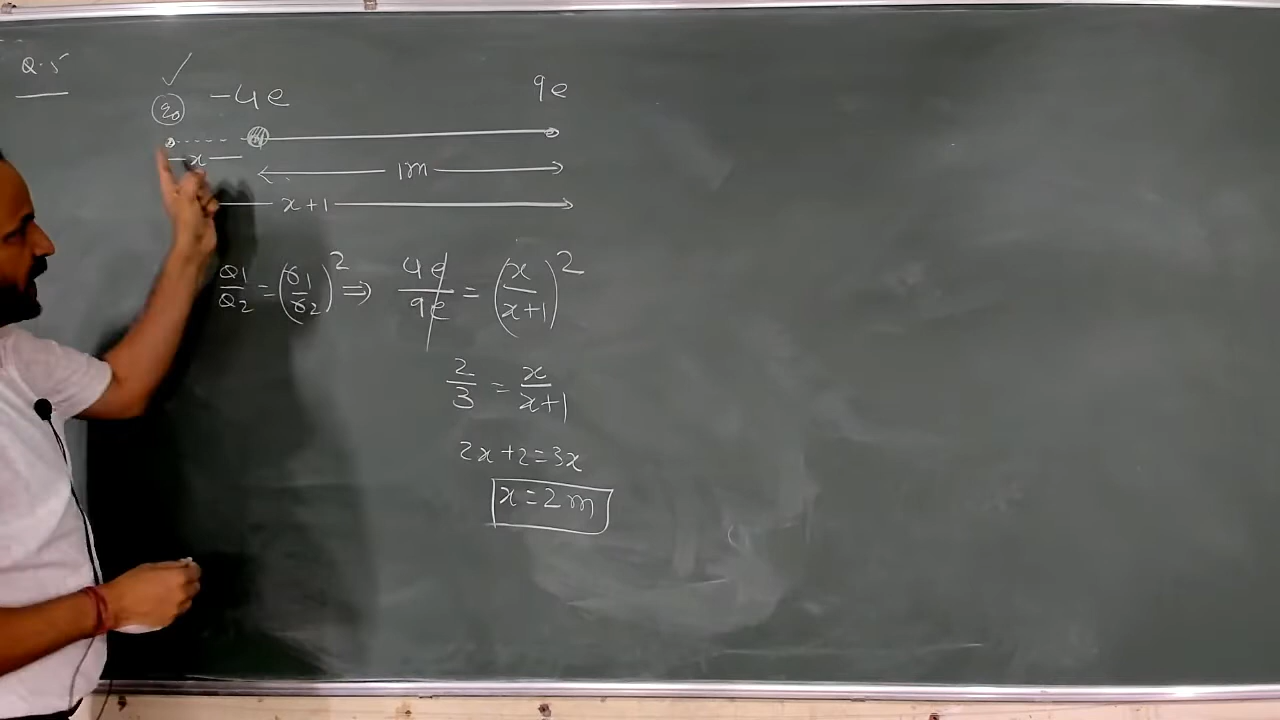 Q.5
q₀ -4e 9e
x 1m
x+1
Q1/Q2 = (r1/r2)² ⇒ 4e/9e = (x/x+1)²
2/3 = x/x+1
2x+2=3x
x=2m